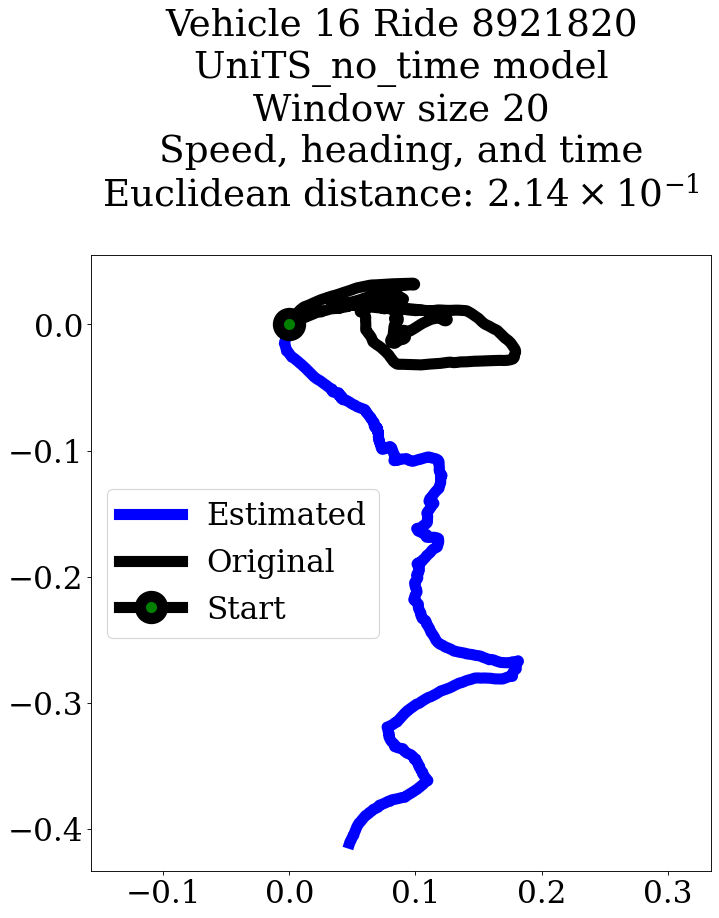 Vehicle 16 Ride 8921820
UniTS_no_time model
Window size 20
Speed, heading, and time
Euclidean distance: 2.14 × 10⁻¹
0.0
−0.1
−0.2
−0.3
−0.4
Estimated
Original
Start
−0.1 0.0 0.1 0.2 0.3